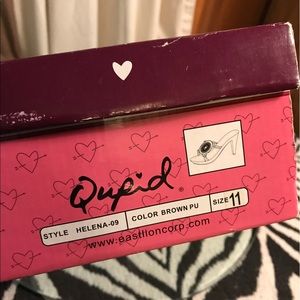 Qupid®
STYLE HELENA-09 COLOR BROWN PU SIZE 11
www.eastlioncorp.com